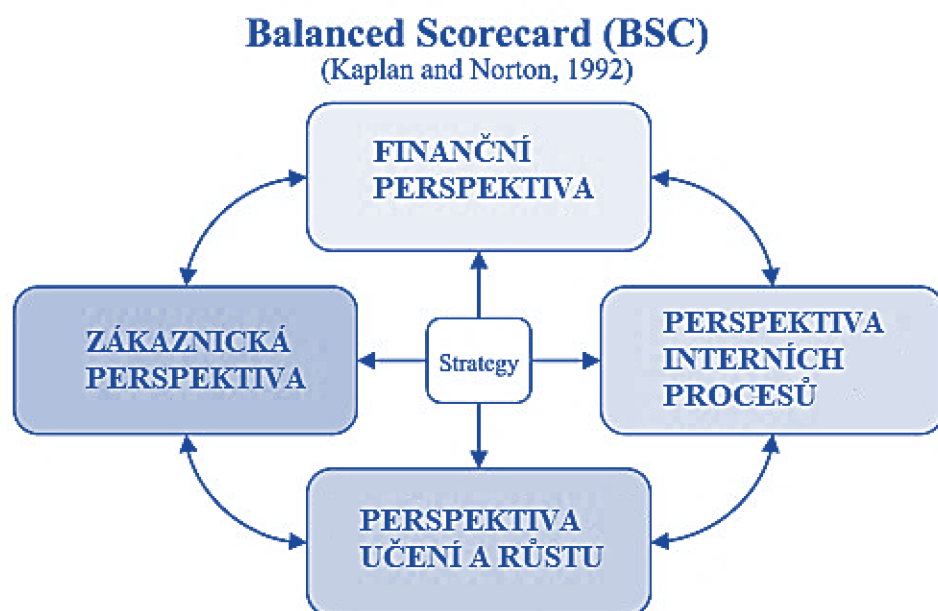 Balanced Scorecard (BSC)
(Kaplan and Norton, 1992)
FINANČNÍ
PERSPEKTIVA
ZÁKAZNICKÁ
PERSPEKTIVA
Strategy
PERSPEKTIVA
INTERNÍCH
PROCESŮ
PERSPEKTIVA
UČENÍ A RŮSTU